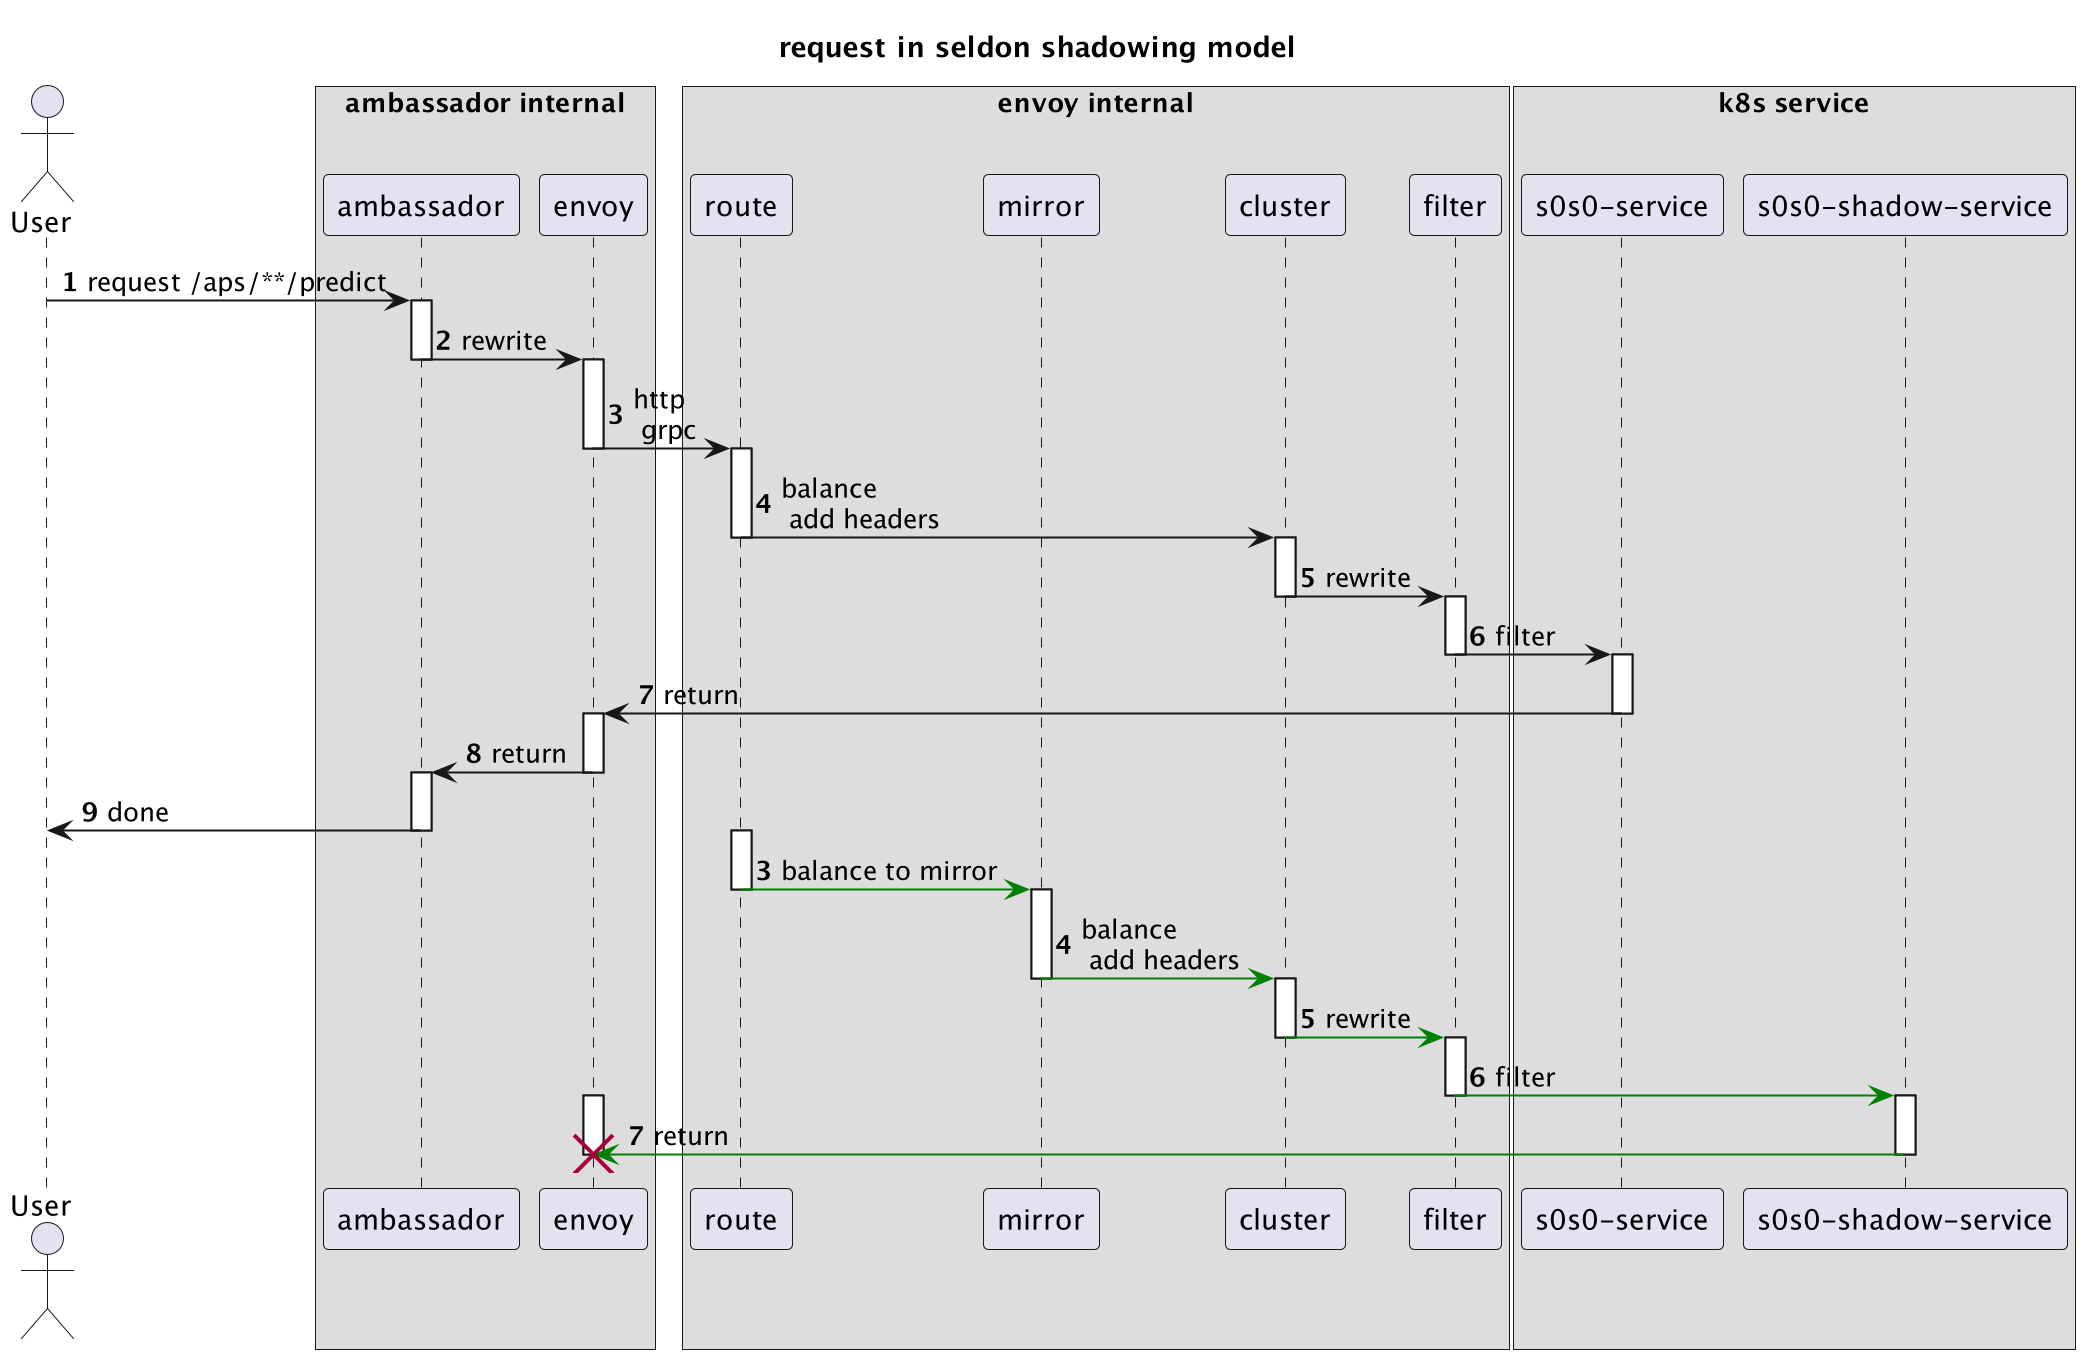 request in seldon shadowing model
ambassador internal
envoy internal
k8s service
User
ambassador
envoy
route
mirror
cluster
filter
s0s0-service
s0s0-shadow-service
1 request /aps/**/predict
2 rewrite
3 http
grpc
4 balance
add headers
5 rewrite
6 filter
7 return
8 return
9 done
3 balance to mirror
4 balance
add headers
5 rewrite
6 filter
7 return
User
ambassador
envoy
route
mirror
cluster
filter
s0s0-service
s0s0-shadow-service